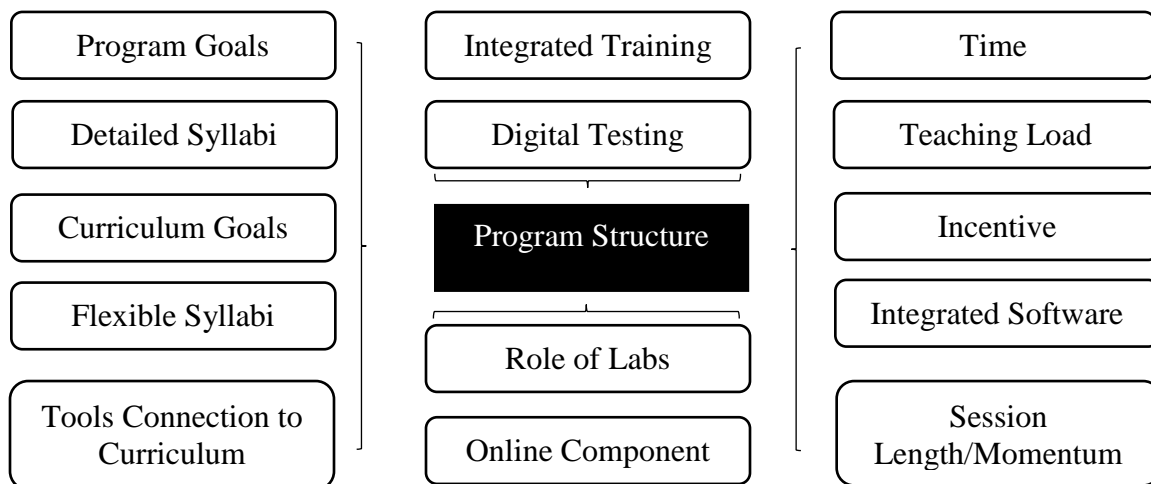 Program Goals
Detailed Syllabi
Curriculum Goals
Flexible Syllabi
Tools Connection to
Curriculum
Integrated Training
Digital Testing
Program Structure
Role of Labs
Online Component
Time
Teaching Load
Incentive
Integrated Software
Session
Length/Momentum